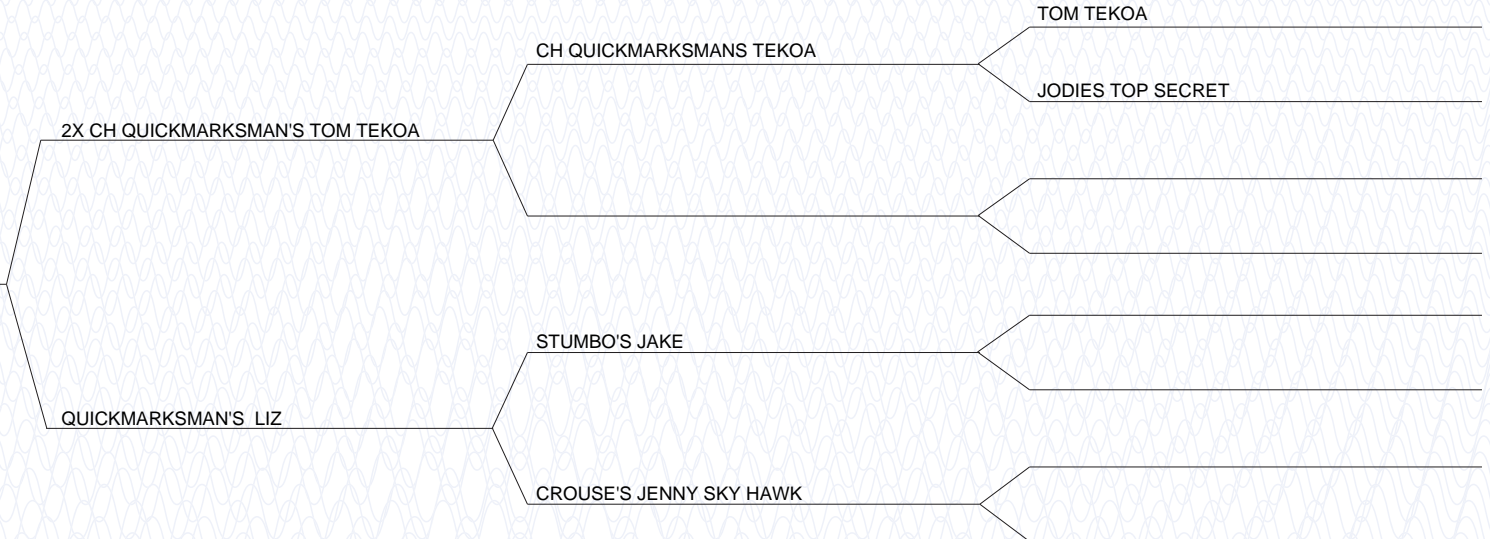 TOM TEKOA
CH QUICKMARKSMANS TEKOA
JODIES TOP SECRET
2X CH QUICKMARKSMAN'S TOM TEKOA
STUMBO'S JAKE
QUICKMARKSMAN'S  LIZ
CROUSE'S JENNY SKY HAWK